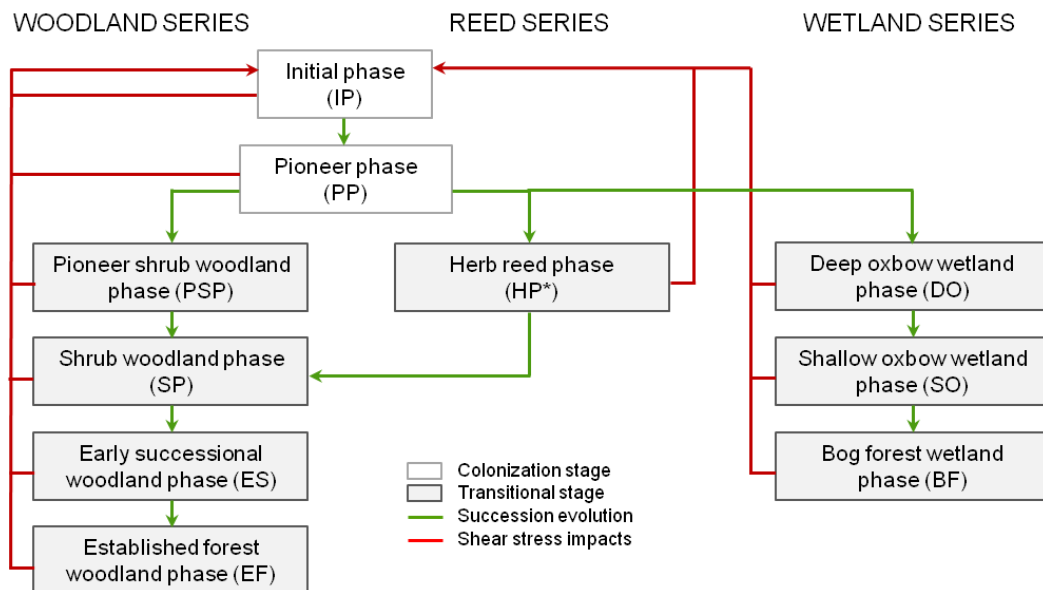 WOODLAND SERIES
REED SERIES
WETLAND SERIES
Initial phase
(IP)
Pioneer phase
(PP)
Pioneer shrub woodland
phase (PSP)
Herb reed phase
(HP*)
Deep oxbow wetland
phase (DO)
Shrub woodland phase
(SP)
Shallow oxbow wetland
phase (SO)
Early successional
woodland phase (ES)
Bog forest wetland
phase (BF)
Established forest
woodland phase (EF)
Colonization stage
Transitional stage
Succession evolution
Shear stress impacts